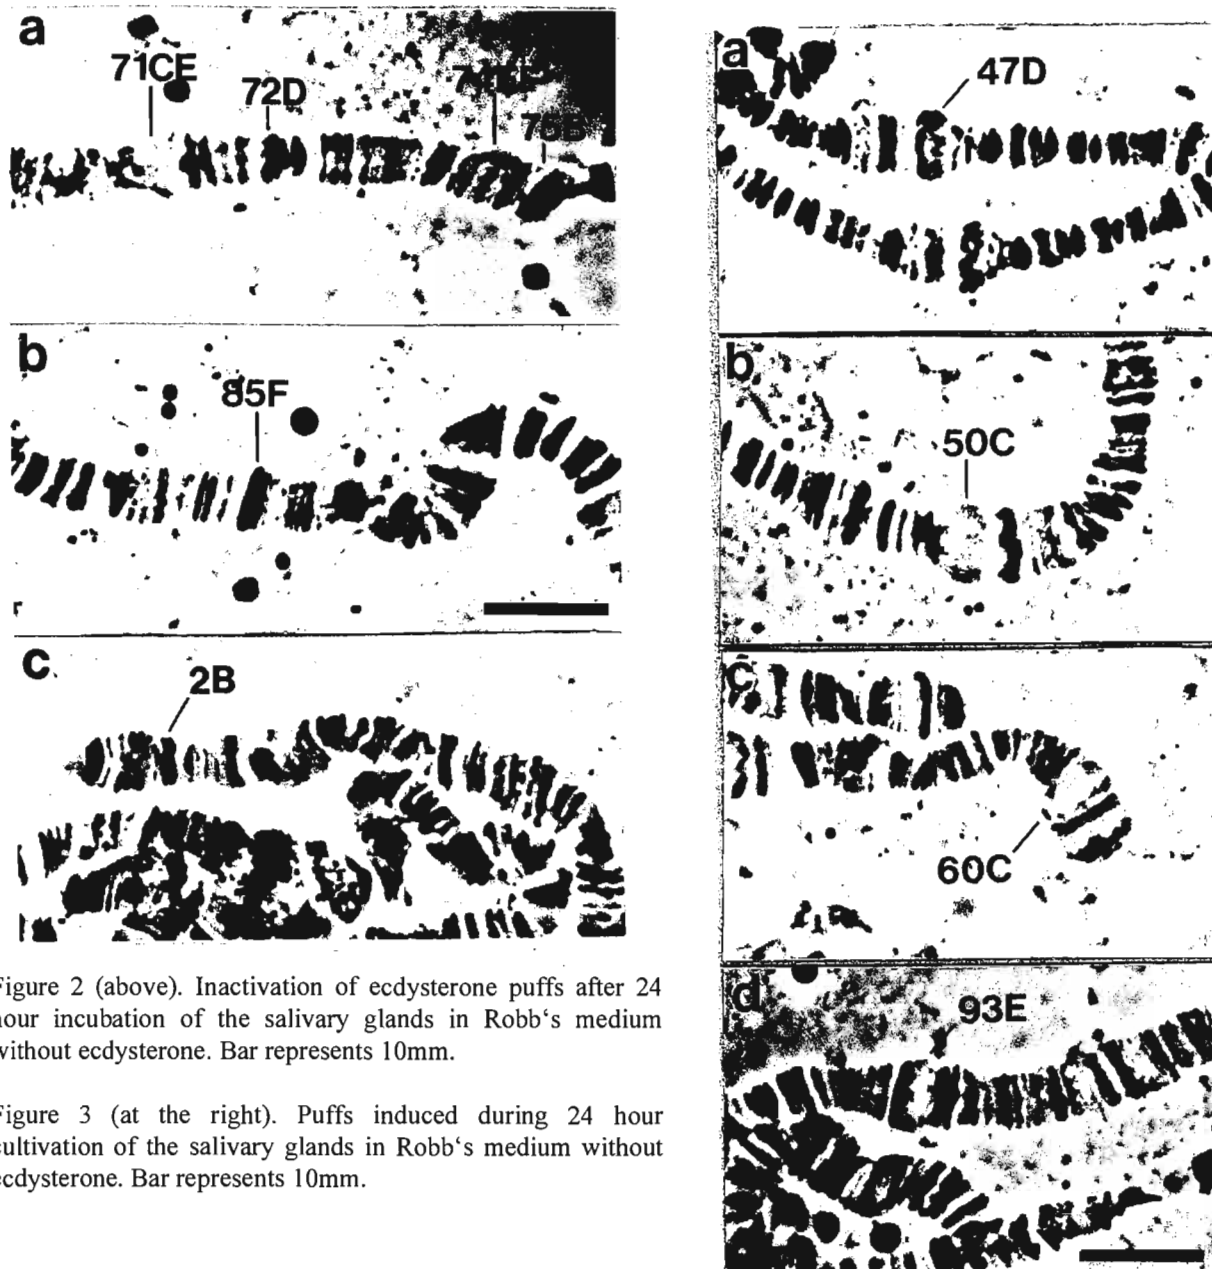 a
71CE
72D
75B
b
85F
c
2B
a
47D
b
50C
c
60C
d
93E
Figure 2 (above). Inactivation of ecdysterone puffs after 24
hour incubation of the salivary glands in Robb's medium
without ecdysterone. Bar represents 10mm.
Figure 3 (at the right). Puffs induced during 24 hour
cultivation of the salivary glands in Robb's medium without
ecdysterone. Bar represents 10mm.